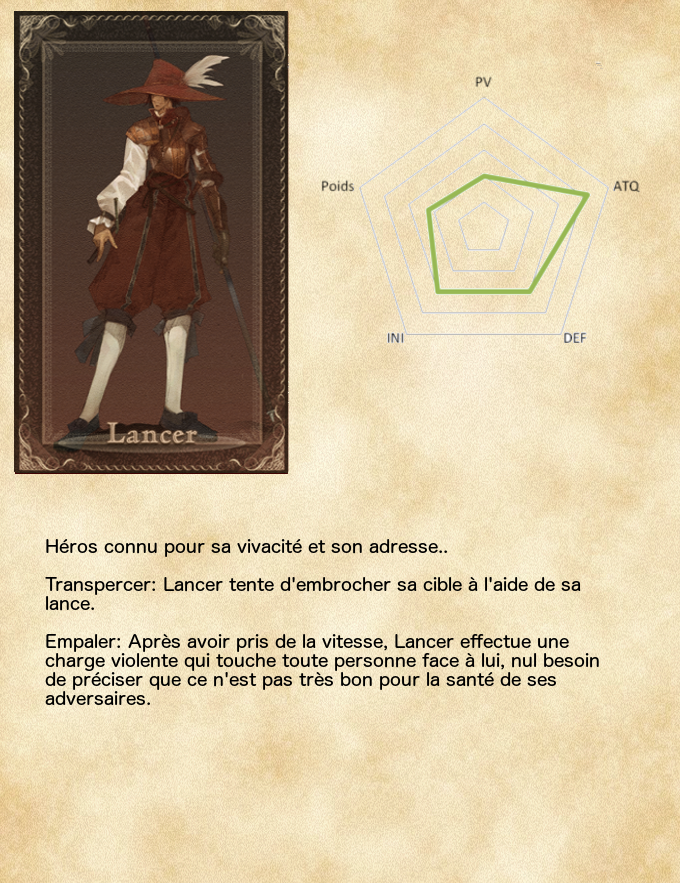 Lancer
PV
Poids
ATQ
INI
DEF
Héros connu pour sa vivacité et son adresse..
Transpercer: Lancer tente d'embrocher sa cible à l'aide de sa
lance.
Empaler: Après avoir pris de la vitesse, Lancer effectue une
charge violente qui touche toute personne face à lui, nul besoin
de préciser que ce n'est pas très bon pour la santé de ses
adversaires.